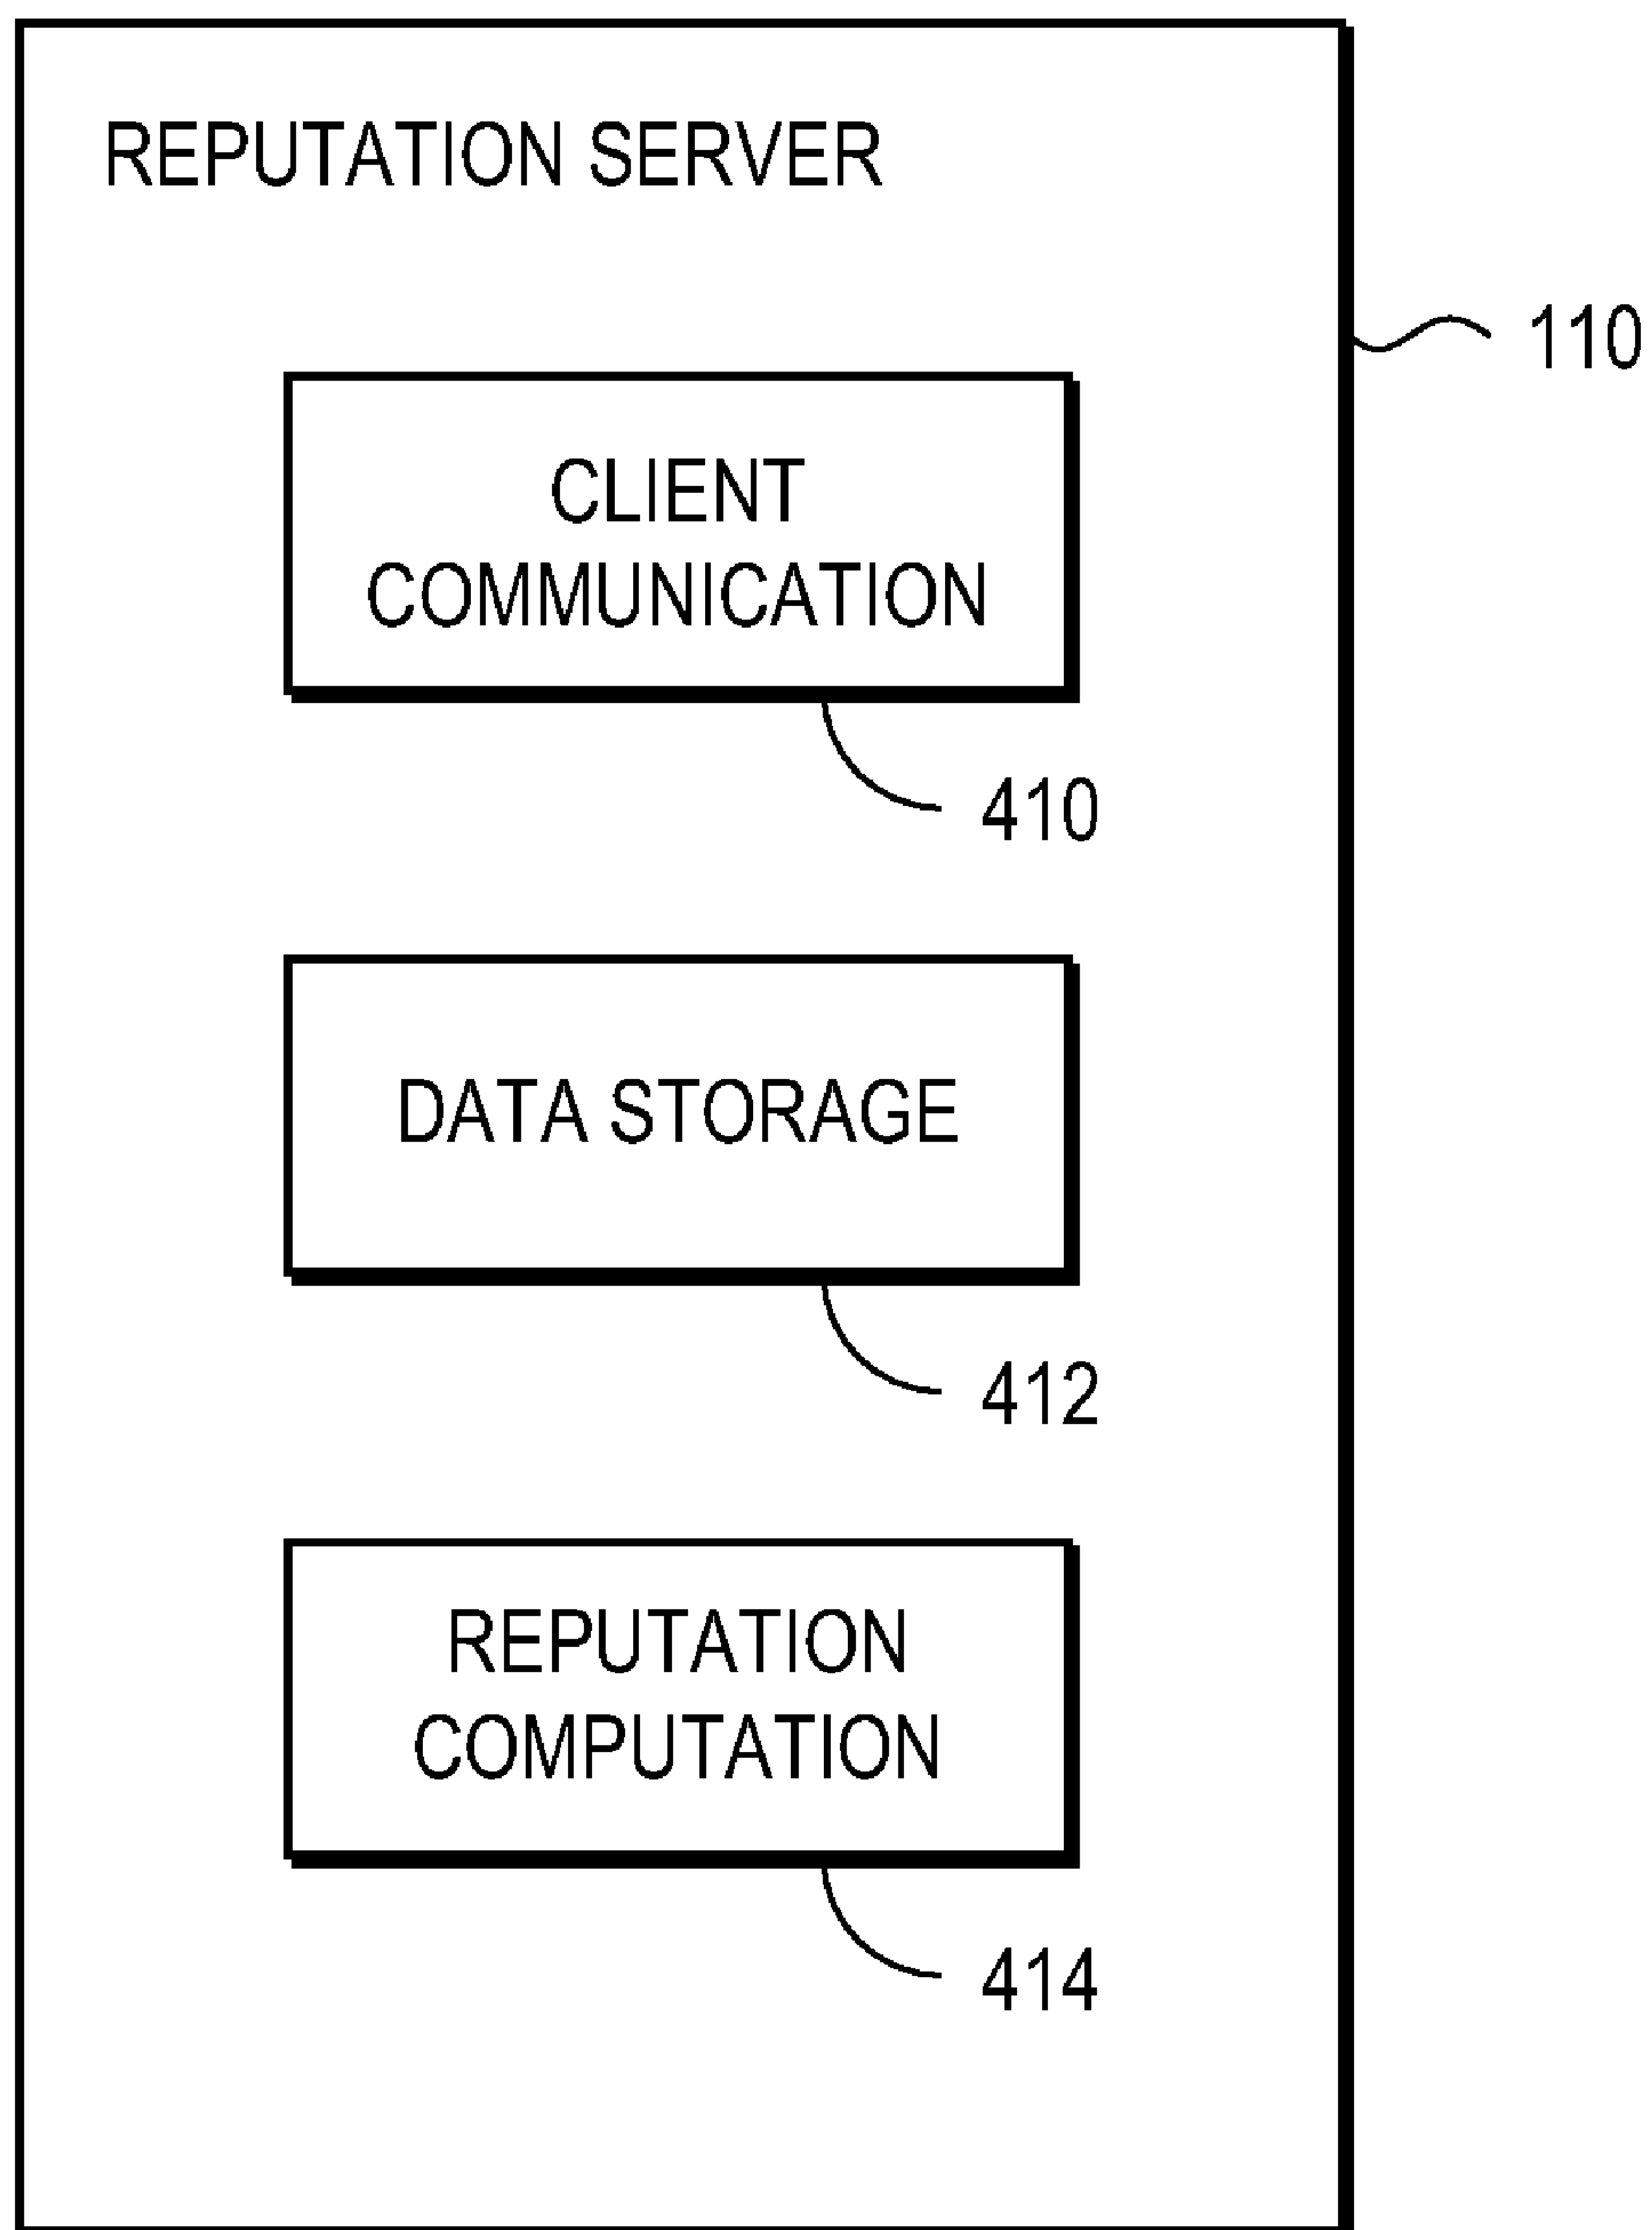 REPUTATION SERVER
110
CLIENT
COMMUNICATION
410
DATA STORAGE
412
REPUTATION
COMPUTATION
414